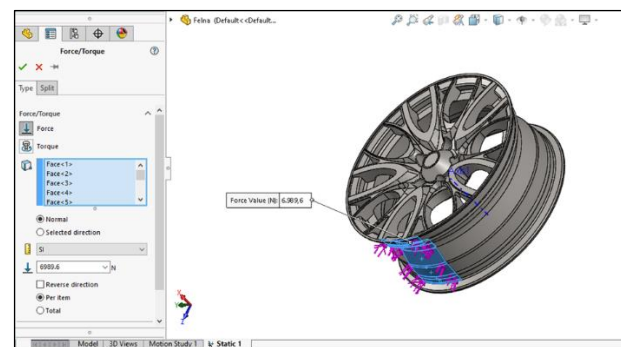 Felna (Default<<Default...
Force/Torque
Type Split
Force/Torque
Force
Torque
Face<1>
Face<2>
Face<3>
Face<4>
Face<5>
Normal
Selected direction
SI
6989.6 N
Reverse direction
Per item
Total
Force Value (N): 6.989,6
Model 3D Views Motion Study 1 Static 1